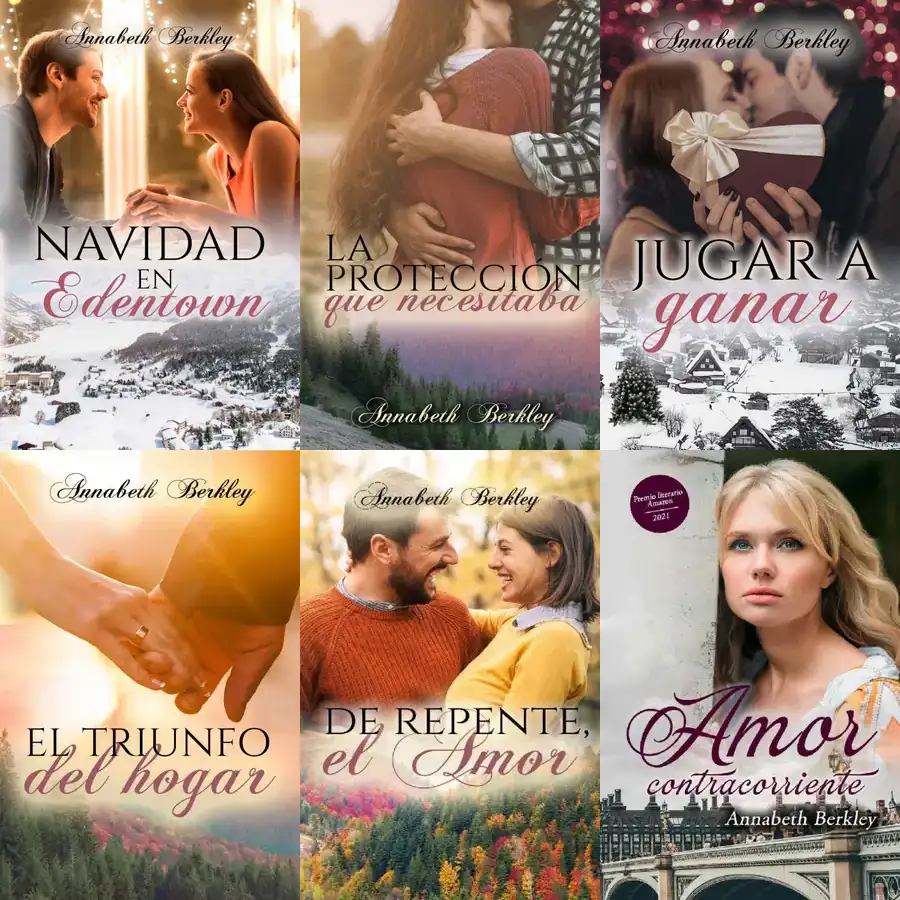 Annabeth Berkley
NAVIDAD
EN
Edentown
LA
PROTECCIÓN
que necesitaba
Annabeth Berkley
Annabeth Berkley
JUGAR A
ganar
Annabeth Berkley
EL TRIUNFO
del hogar
Annabeth Berkley
DE REPENTE,
el Amor
Premio literario
Amazon
2021
Amor
contracorriente
Annabeth Berkley